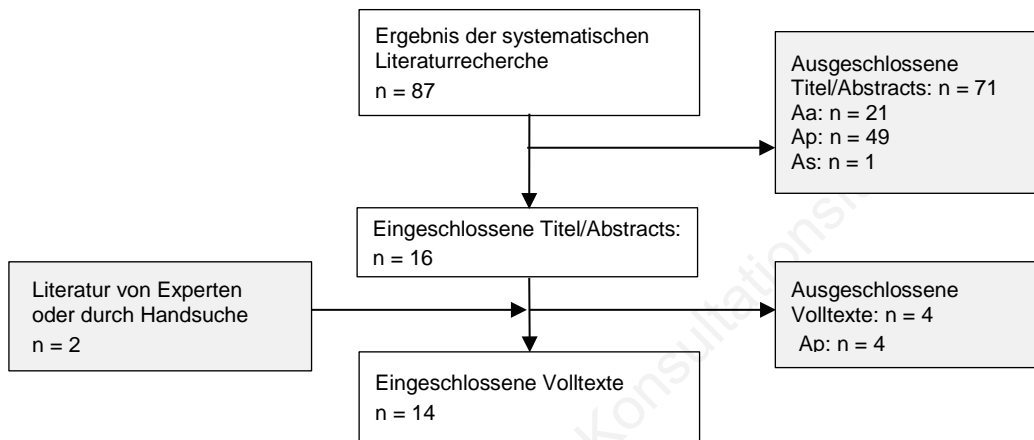 Ergebnis der systematischen
Literaturrecherche
n = 87
Ausgeschlossene
Titel/Abstracts: n = 71
Aa: n = 21
Ap: n = 49
As: n = 1
Eingeschlossene Titel/Abstracts:
n = 16
Literatur von Experten
oder durch Handsuche
n = 2
Ausgeschlossene
Volltexte: n = 4
Ap: n = 4
Eingeschlossene Volltexte
n = 14